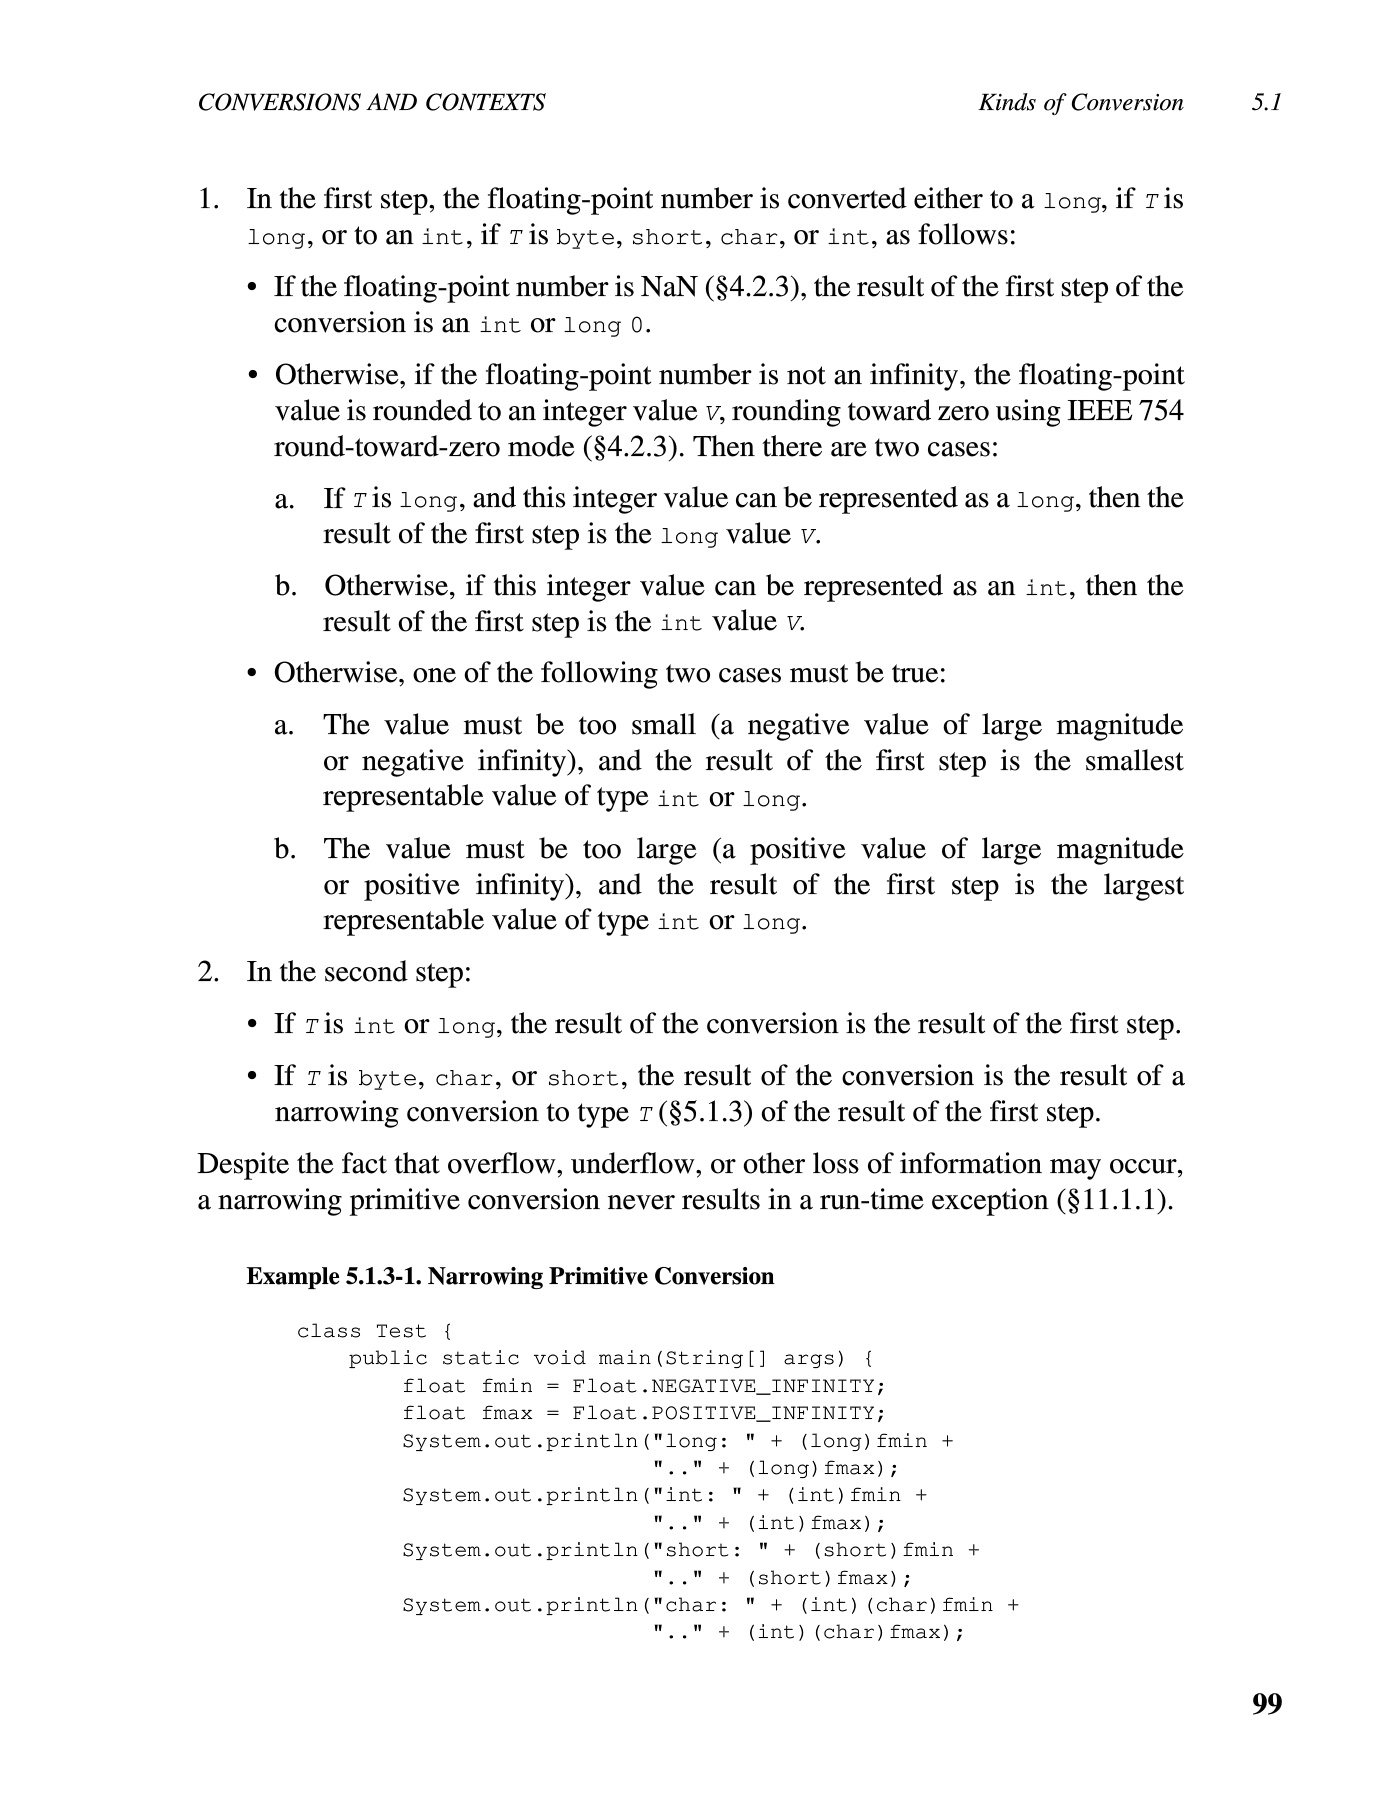 CONVERSIONS AND CONTEXTS Kinds of Conversion 5.1
1. In the first step, the floating-point number is converted either to a long, if T is
long, or to an int, if T is byte, short, char, or int, as follows:
• If the floating-point number is NaN (§4.2.3), the result of the first step of the
conversion is an int or long 0.
• Otherwise, if the floating-point number is not an infinity, the floating-point
value is rounded to an integer value V, rounding toward zero using IEEE 754
round-toward-zero mode (§4.2.3). Then there are two cases:
a. If T is long, and this integer value can be represented as a long, then the
result of the first step is the long value V.
b. Otherwise, if this integer value can be represented as an int, then the
result of the first step is the int value V.
• Otherwise, one of the following two cases must be true:
a. The value must be too small (a negative value of large magnitude
or negative infinity), and the result of the first step is the smallest
representable value of type int or long.
b. The value must be too large (a positive value of large magnitude
or positive infinity), and the result of the first step is the largest
representable value of type int or long.
2. In the second step:
• If T is int or long, the result of the conversion is the result of the first step.
• If T is byte, char, or short, the result of the conversion is the result of a
narrowing conversion to type T (§5.1.3) of the result of the first step.
Despite the fact that overflow, underflow, or other loss of information may occur,
a narrowing primitive conversion never results in a run-time exception (§11.1.1).
Example 5.1.3-1. Narrowing Primitive Conversion
class Test {
    public static void main(String[] args) {
        float fmin = Float.NEGATIVE_INFINITY;
        float fmax = Float.POSITIVE_INFINITY;
        System.out.println("long: " + (long)fmin +
                           ".." + (long)fmax);
        System.out.println("int: " + (int)fmin +
                           ".." + (int)fmax);
        System.out.println("short: " + (short)fmin +
                           ".." + (short)fmax);
        System.out.println("char: " + (int)(char)fmin +
                           ".." + (int)(char)fmax);
99